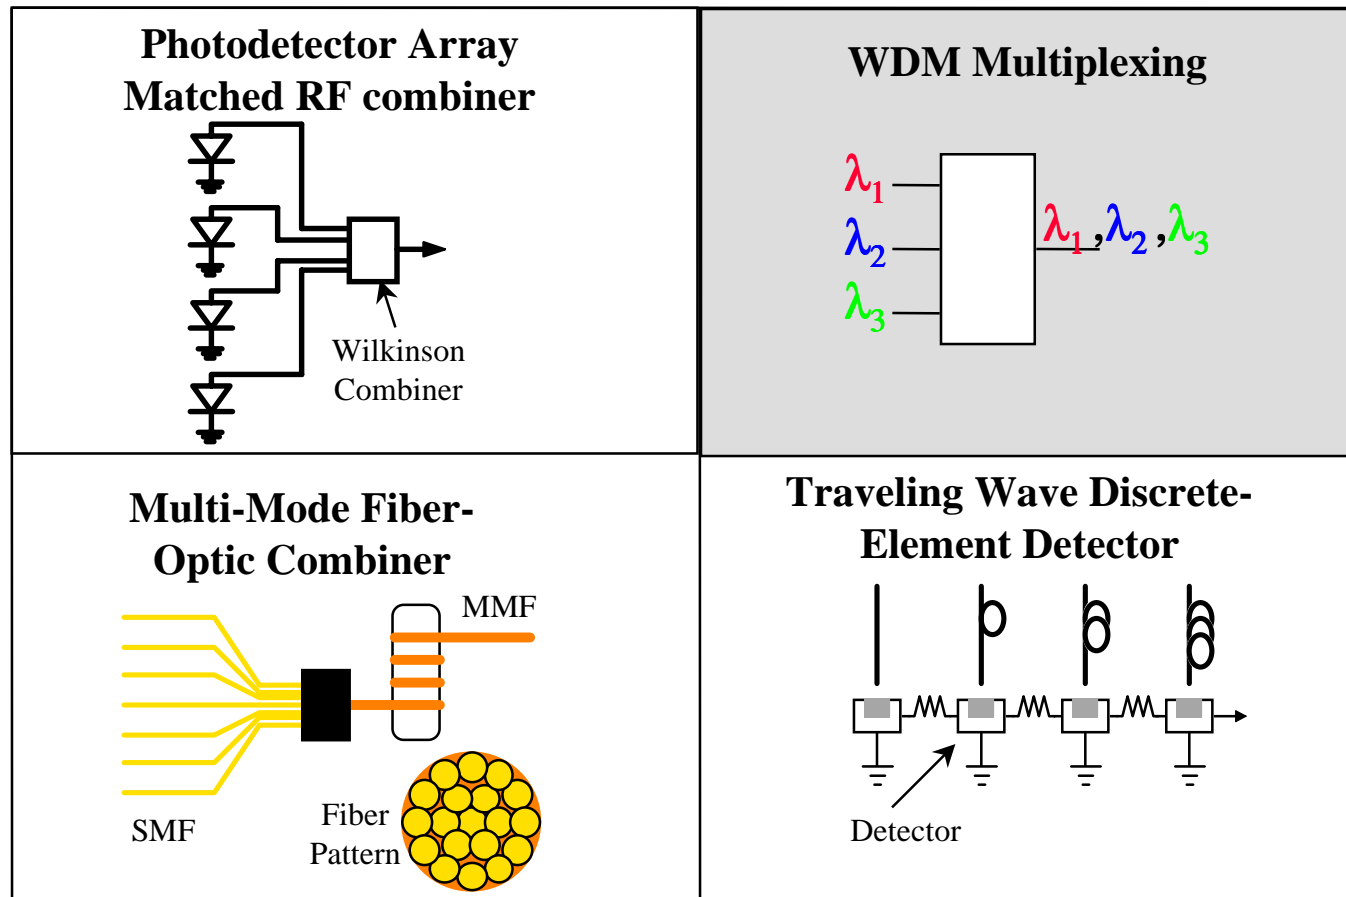 Photodetector Array
Matched RF combiner
Wilkinson
Combiner
WDM Multiplexing
λ1
λ2
λ3
λ1 ,λ2 ,λ3
Multi-Mode Fiber-
Optic Combiner
MMF
SMF
Fiber
Pattern
Traveling Wave Discrete-
Element Detector
Detector